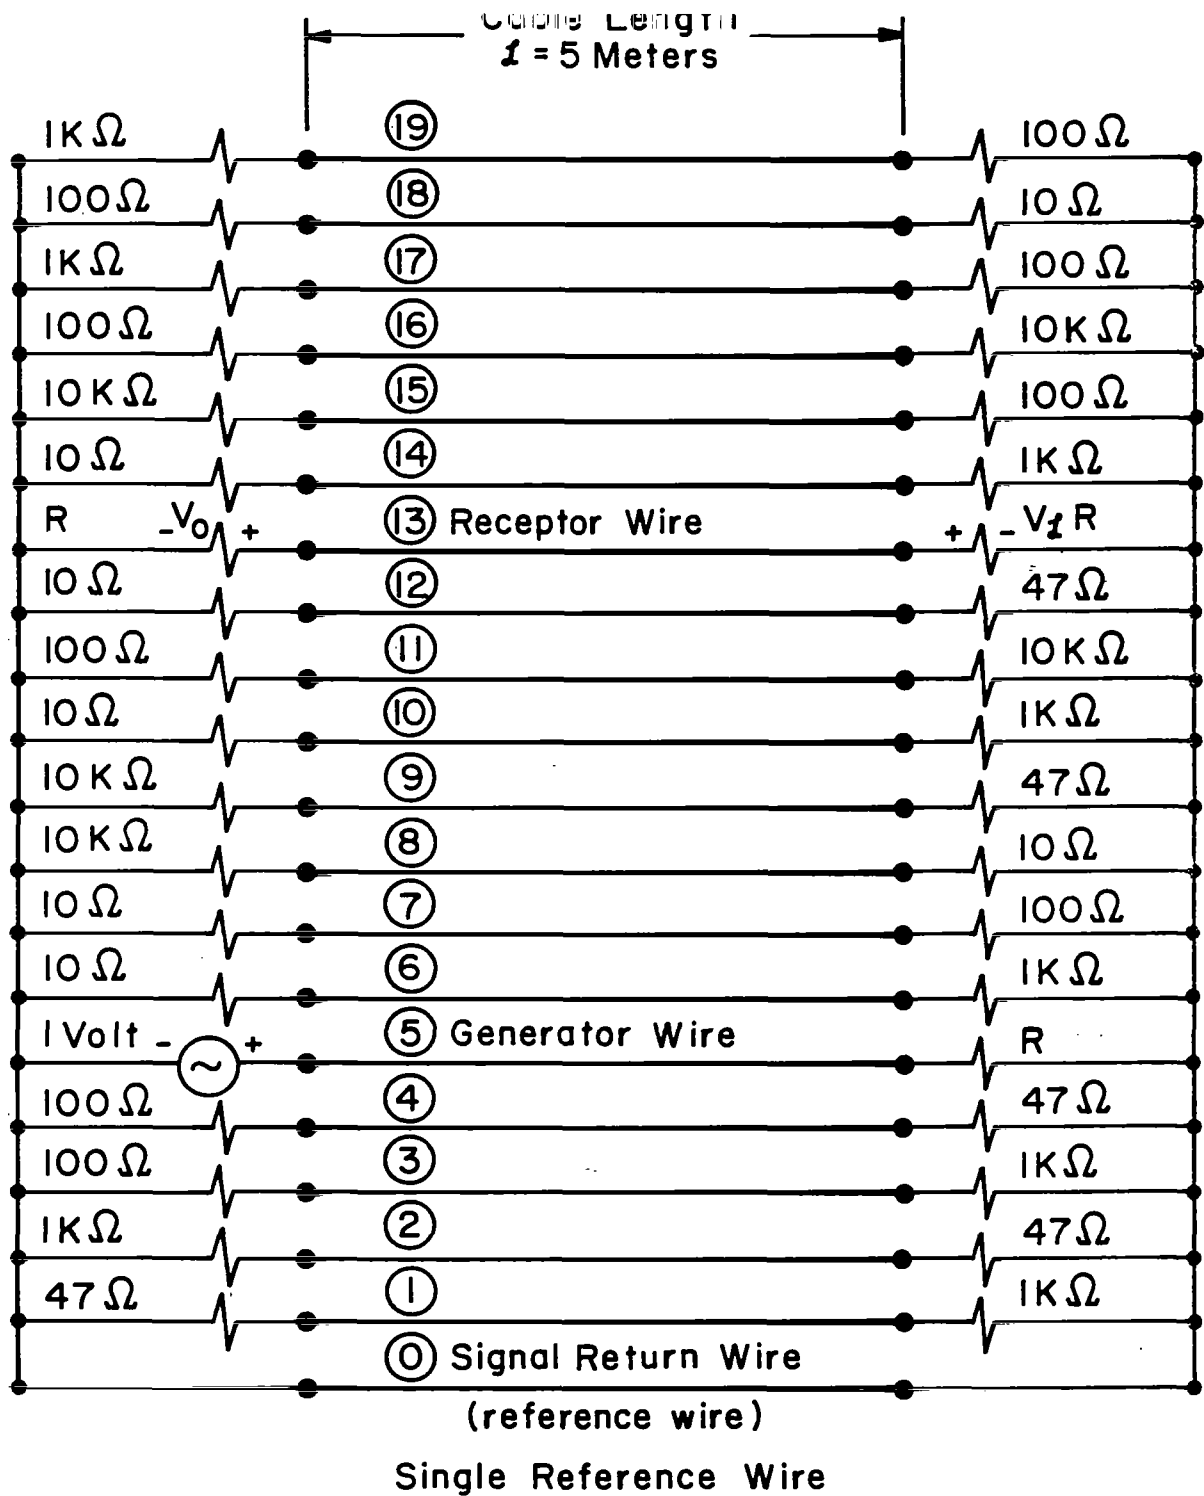 Cable Length
ℓ = 5 Meters
1K Ω ⑲ 100 Ω
100 Ω ⑱ 10 Ω
1K Ω ⑰ 100 Ω
100 Ω ⑯ 10K Ω
10K Ω ⑮ 100 Ω
10 Ω ⑭ 1K Ω
R - V0 + ⑬ Receptor Wire + - Vℓ R
10 Ω ⑫ 47 Ω
100 Ω ⑪ 10K Ω
10 Ω ⑩ 1K Ω
10K Ω ⑨ 47 Ω
10K Ω ⑧ 10 Ω
10 Ω ⑦ 100 Ω
10 Ω ⑥ 1K Ω
1 Volt - ~ + ⑤ Generator Wire R
100 Ω ④ 47 Ω
100 Ω ③ 1K Ω
1K Ω ② 47 Ω
47 Ω ① 1K Ω
⓪ Signal Return Wire
(reference wire)
Single Reference Wire